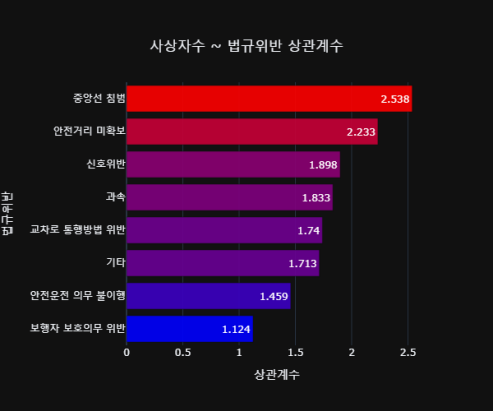 사상자수 ~ 법규위반 상관계수
법규위반
중앙선 침범
2.538
안전거리 미확보
2.233
신호위반
1.898
과속
1.833
교차로 통행방법 위반
1.74
기타
1.713
안전운전 의무 불이행
1.459
보행자 보호의무 위반
1.124
0 0.5 1 1.5 2 2.5
상관계수